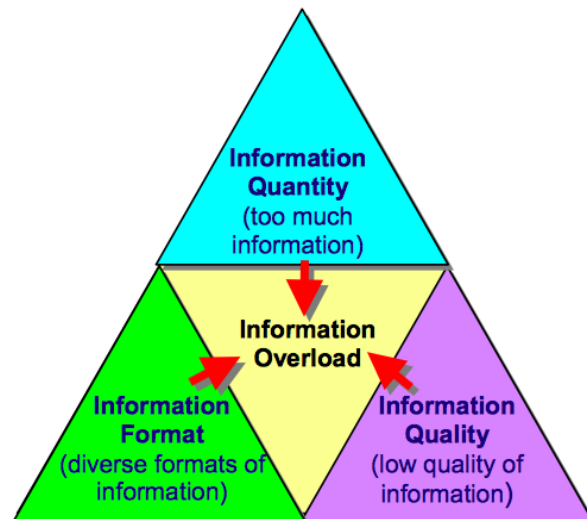 Information
Quantity
(too much
information)
Information
Overload
Information
Format
(diverse formats of
information)
Information
Quality
(low quality of
information)